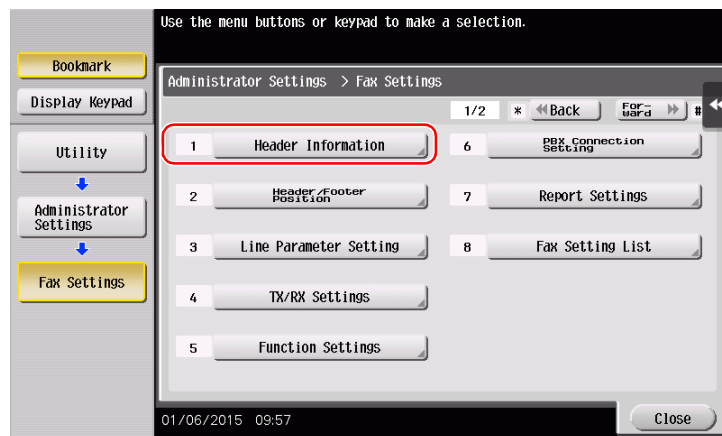 Use the menu buttons or keypad to make a selection.
Bookmark
Display Keypad
Utility
Administrator
Settings
Fax Settings
Administrator Settings > Fax Settings
1/2 * Back For-
ward #
1 Header Information
2 Header/Footer
Position
3 Line Parameter Setting
4 TX/RX Settings
5 Function Settings
6 PBX Connection
Setting
7 Report Settings
8 Fax Setting List
01/06/2015 09:57
Close